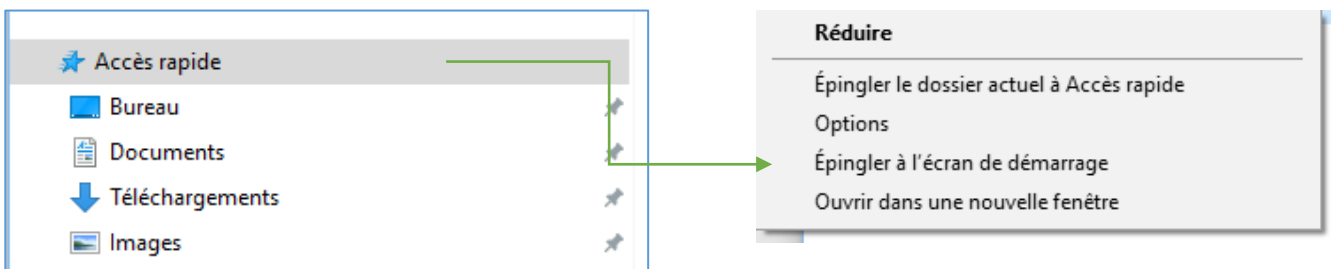 Accès rapide
Bureau
Documents
Téléchargements
Images
Réduire
Épingler le dossier actuel à Accès rapide
Options
Épingler à l'écran de démarrage
Ouvrir dans une nouvelle fenêtre